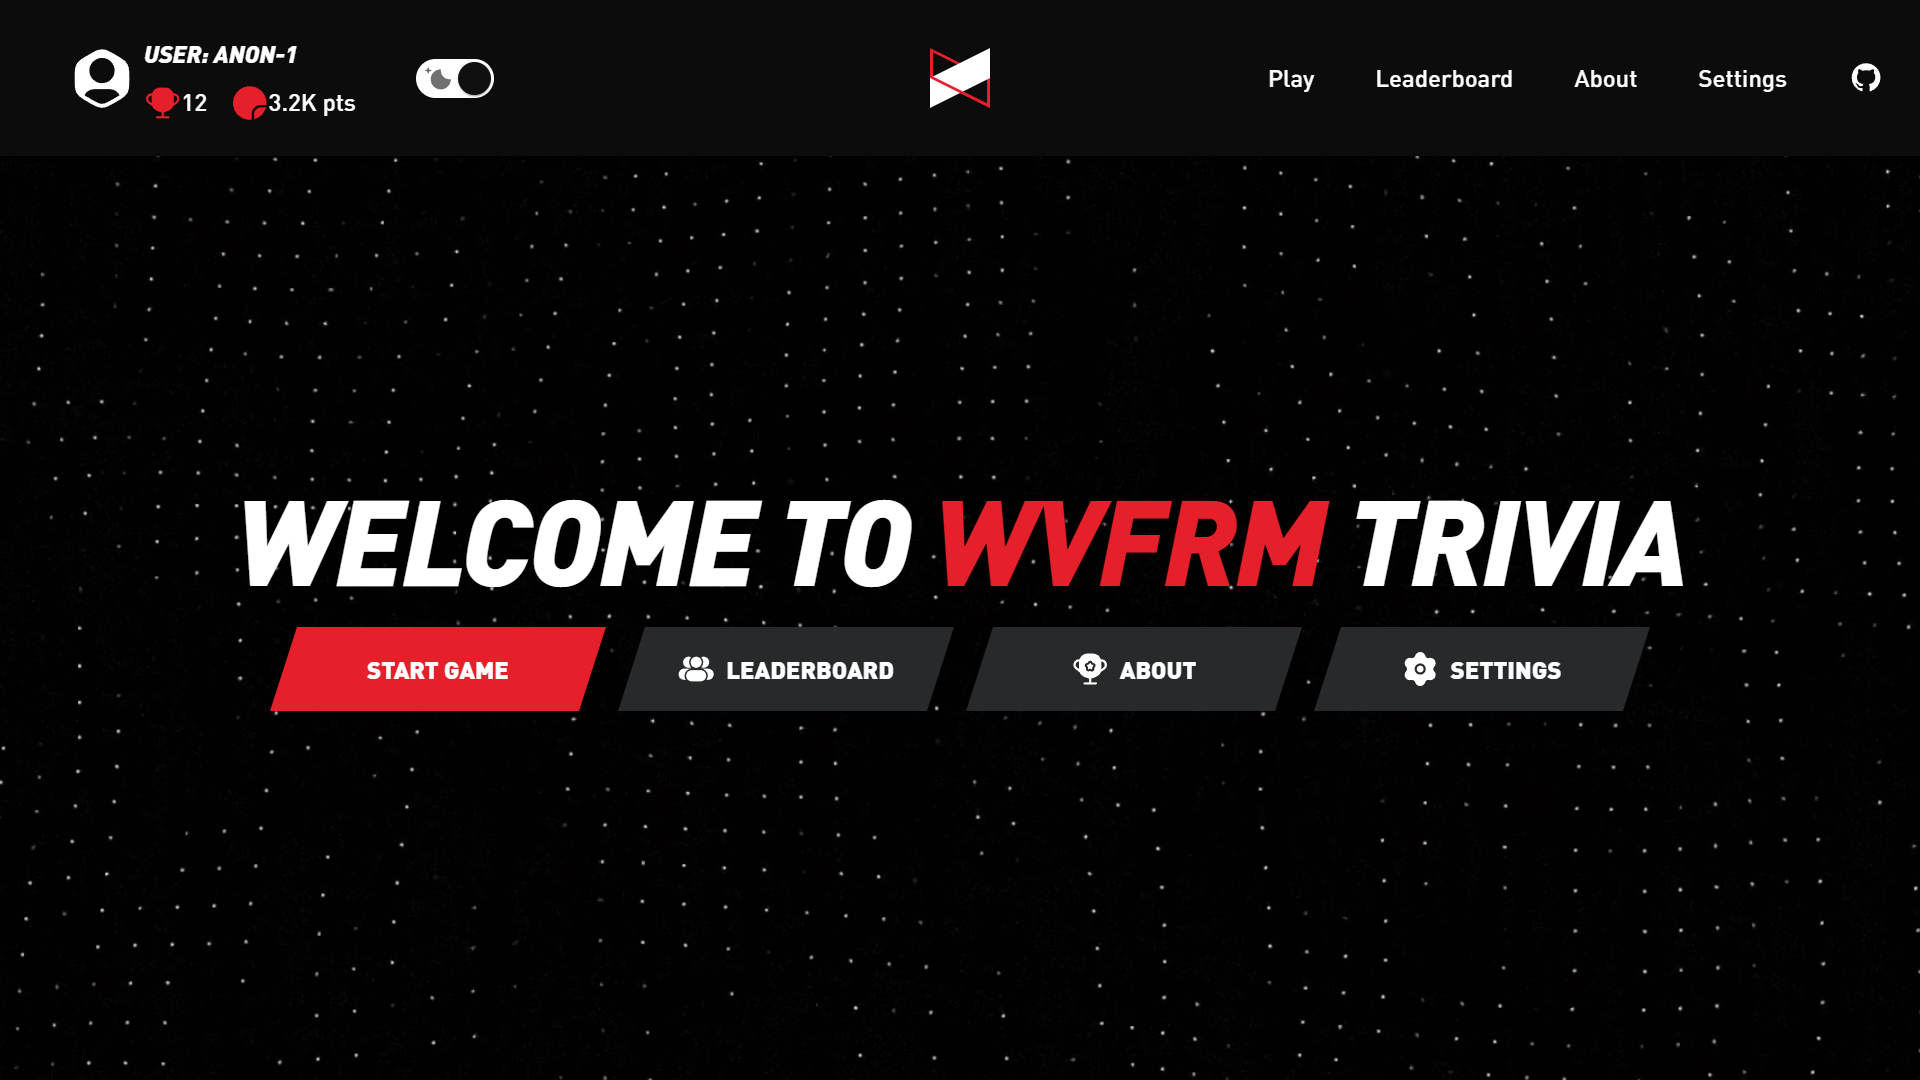 USER: ANON-1
12 3.2K pts
Play Leaderboard About Settings
WELCOME TO WVFRM TRIVIA
START GAME LEADERBOARD ABOUT SETTINGS